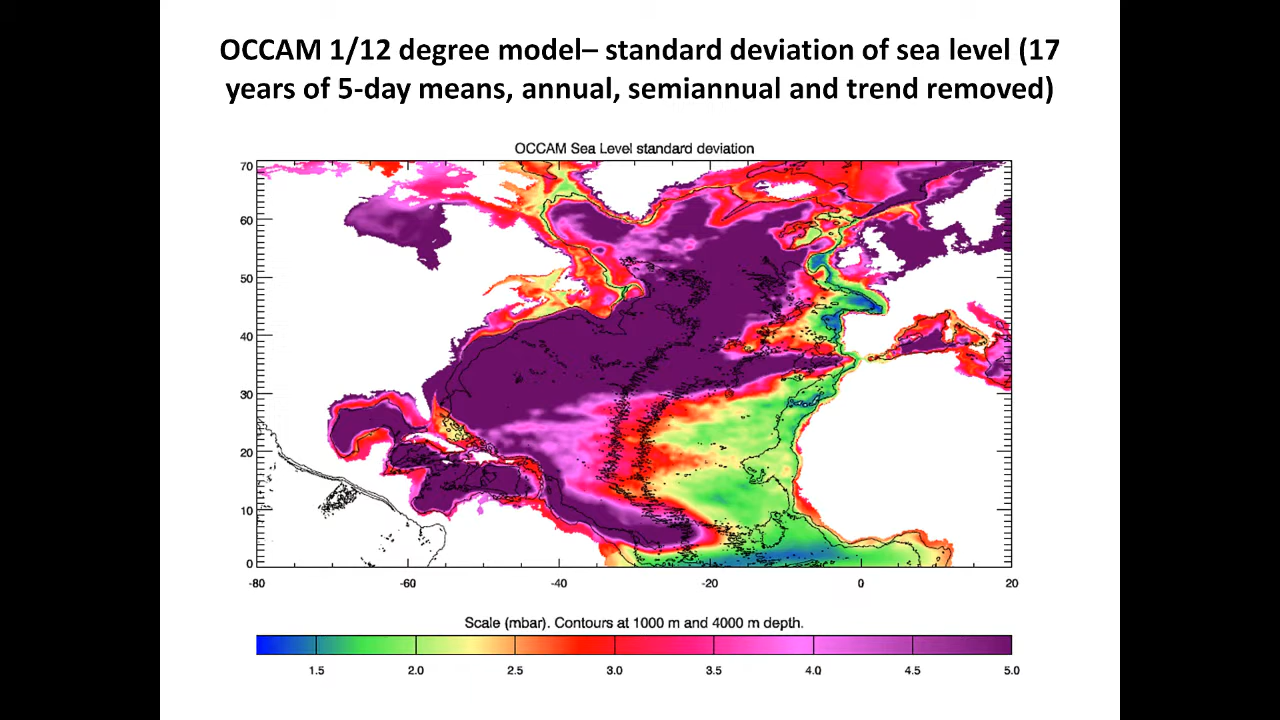 OCCAM 1/12 degree model– standard deviation of sea level (17
years of 5-day means, annual, semiannual and trend removed)
OCCAM Sea Level standard deviation
70
60
50
40
30
20
10
0
-80 -60 -40 -20 0 20
Scale (mbar). Contours at 1000 m and 4000 m depth.
1.5 2.0 2.5 3.0 3.5 4.0 4.5 5.0